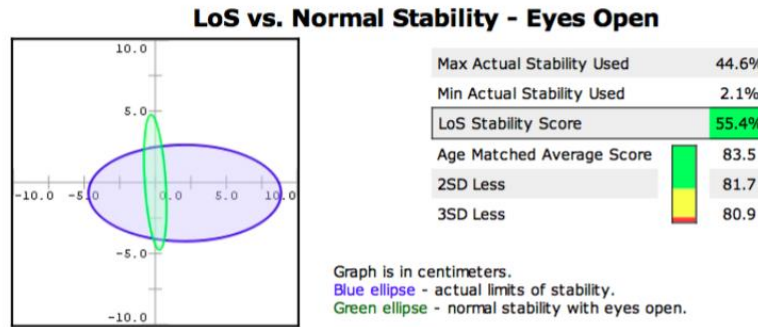 LoS vs. Normal Stability - Eyes Open
10.0
5.0
-10.0 -5.0 0.0 5.0 10.0
-5.0
-10.0
Max Actual Stability Used 44.6%
Min Actual Stability Used 2.1%
LoS Stability Score 55.4%
Age Matched Average Score 83.5
2SD Less 81.7
3SD Less 80.9
Graph is in centimeters.
Blue ellipse - actual limits of stability.
Green ellipse - normal stability with eyes open.